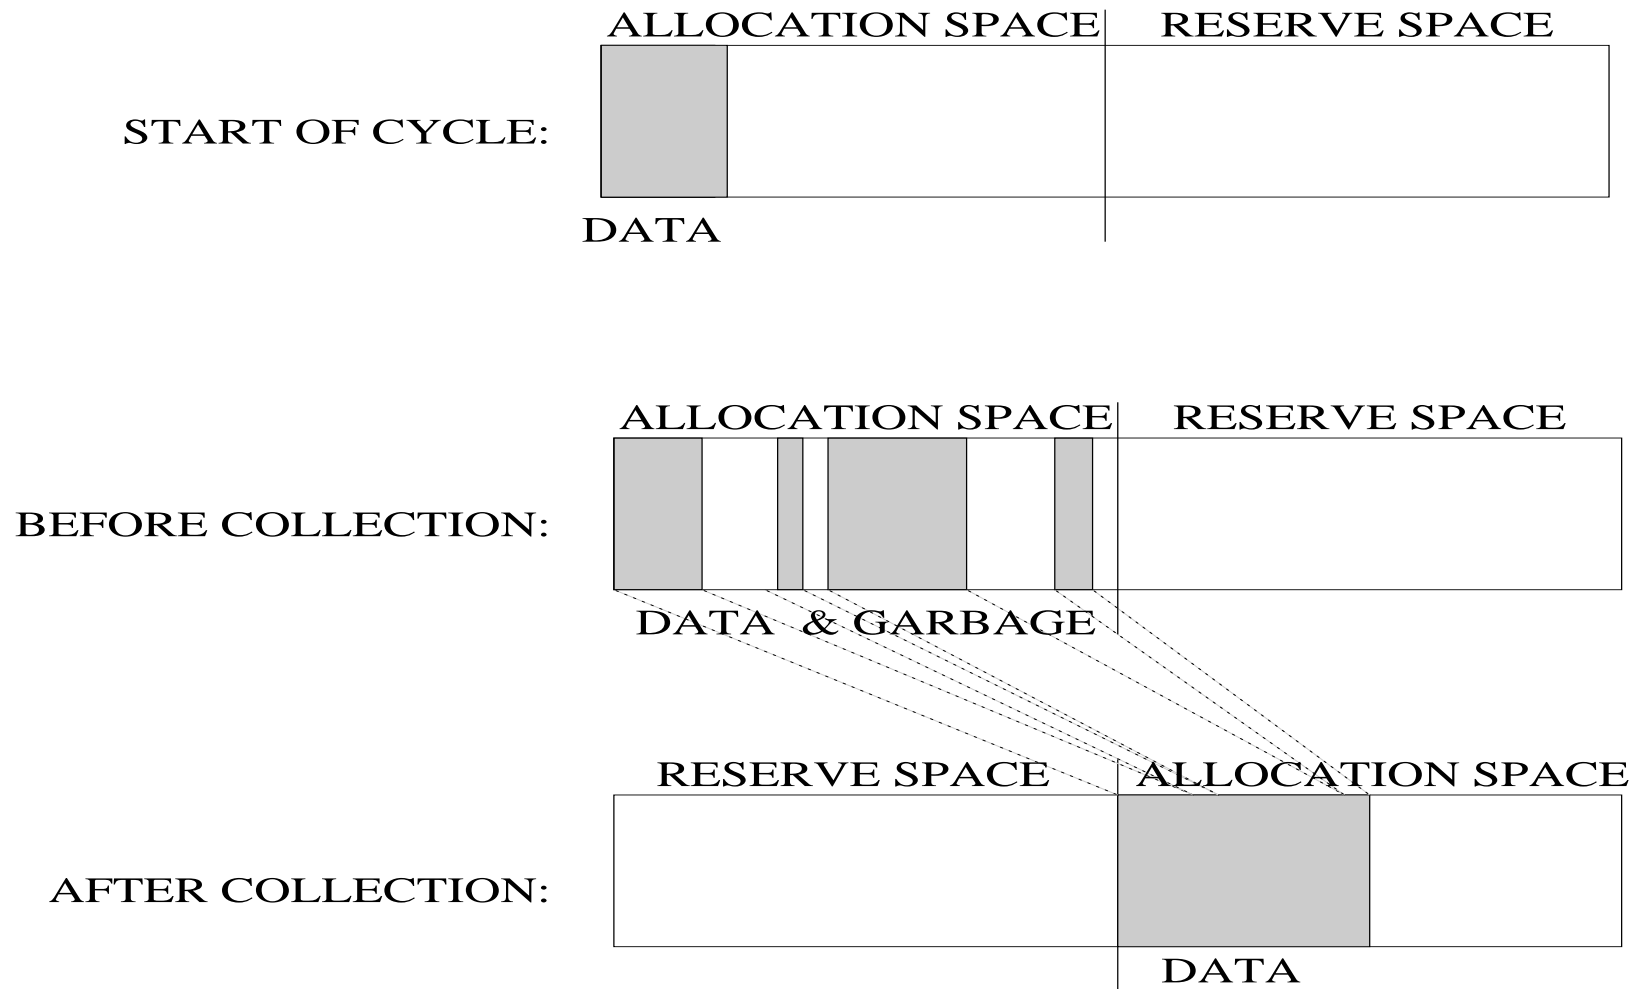 ALLOCATION SPACE RESERVE SPACE
START OF CYCLE:
DATA
ALLOCATION SPACE RESERVE SPACE
BEFORE COLLECTION:
DATA & GARBAGE
RESERVE SPACE ALLOCATION SPACE
AFTER COLLECTION:
DATA